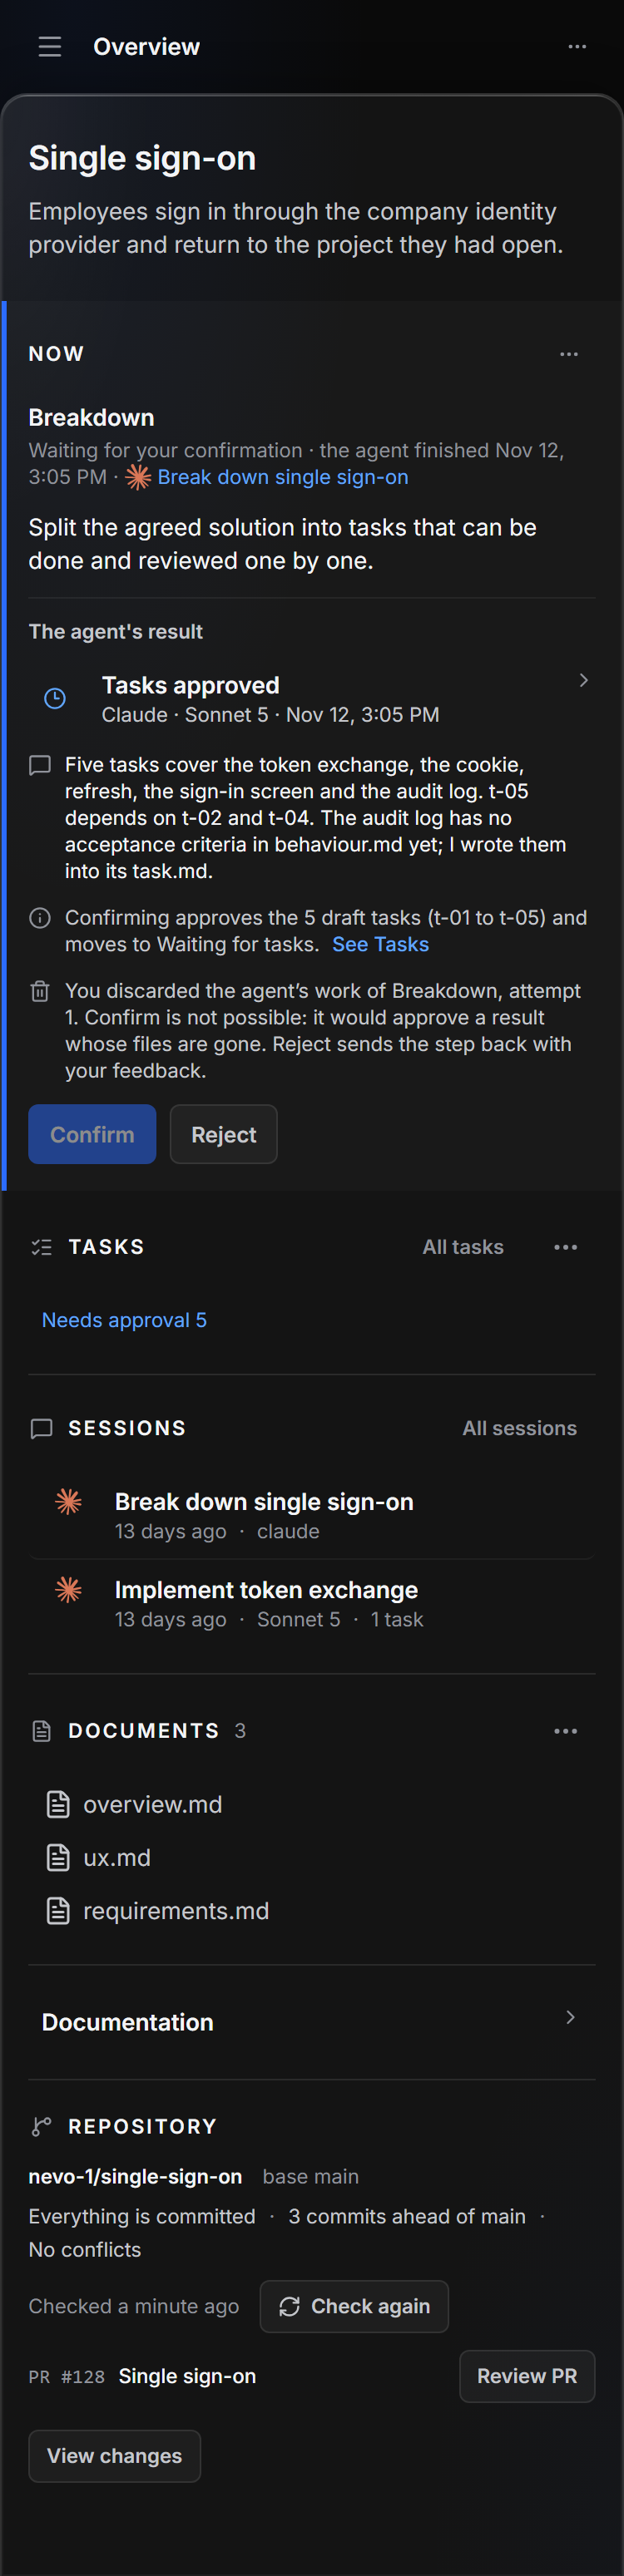 Overview
Single sign-on
Employees sign in through the company identity
provider and return to the project they had open.
NOW
Breakdown
Waiting for your confirmation · the agent finished Nov 12,
3:05 PM · Break down single sign-on
Split the agreed solution into tasks that can be
done and reviewed one by one.
The agent's result
Tasks approved
Claude · Sonnet 5 · Nov 12, 3:05 PM
Five tasks cover the token exchange, the cookie,
refresh, the sign-in screen and the audit log. t-05
depends on t-02 and t-04. The audit log has no
acceptance criteria in behaviour.md yet; I wrote them
into its task.md.
Confirming approves the 5 draft tasks (t-01 to t-05) and
moves to Waiting for tasks. See Tasks
You discarded the agent’s work of Breakdown, attempt
1. Confirm is not possible: it would approve a result
whose files are gone. Reject sends the step back with
your feedback.
Confirm Reject
TASKS All tasks
Needs approval 5
SESSIONS All sessions
Break down single sign-on
13 days ago · claude
Implement token exchange
13 days ago · Sonnet 5 · 1 task
DOCUMENTS 3
overview.md
ux.md
requirements.md
Documentation
REPOSITORY
nevo-1/single-sign-on base main
Everything is committed · 3 commits ahead of main ·
No conflicts
Checked a minute ago Check again
PR #128 Single sign-on Review PR
View changes